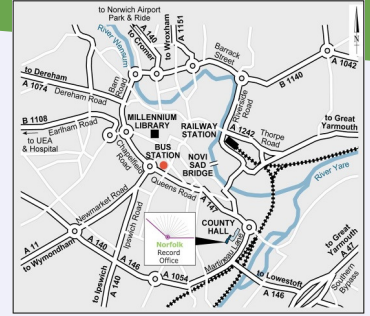 to Norwich Airport
Park & Ride
A 140
to Cromer
to Wroxham
A 1151
River Wensum
Barrack
Street
A 1042
N
to Dereham
A 1074
Dereham Road
Barn
Road
B 1140
B 1108
Earlham Road
to UEA
& Hospital
MILLENNIUM
LIBRARY
RAILWAY
STATION
Riverside
Road
A 1242
Thorpe
Road
to Great
Yarmouth
BUS
STATION
NOVI
SAD
BRIDGE
Chapelfield
Road
Queens Road
River Yare
Newmarket Road
A 147
A 11
to Wymondham
A 140
Ipswich Road
A 146
to Ipswich
A 140
A 1054
Norfolk
Record
Office
COUNTY
HALL
Martineau Lane
to Lowestoft
A 146
to Great
Yarmouth
A 47
Southern
Bypass